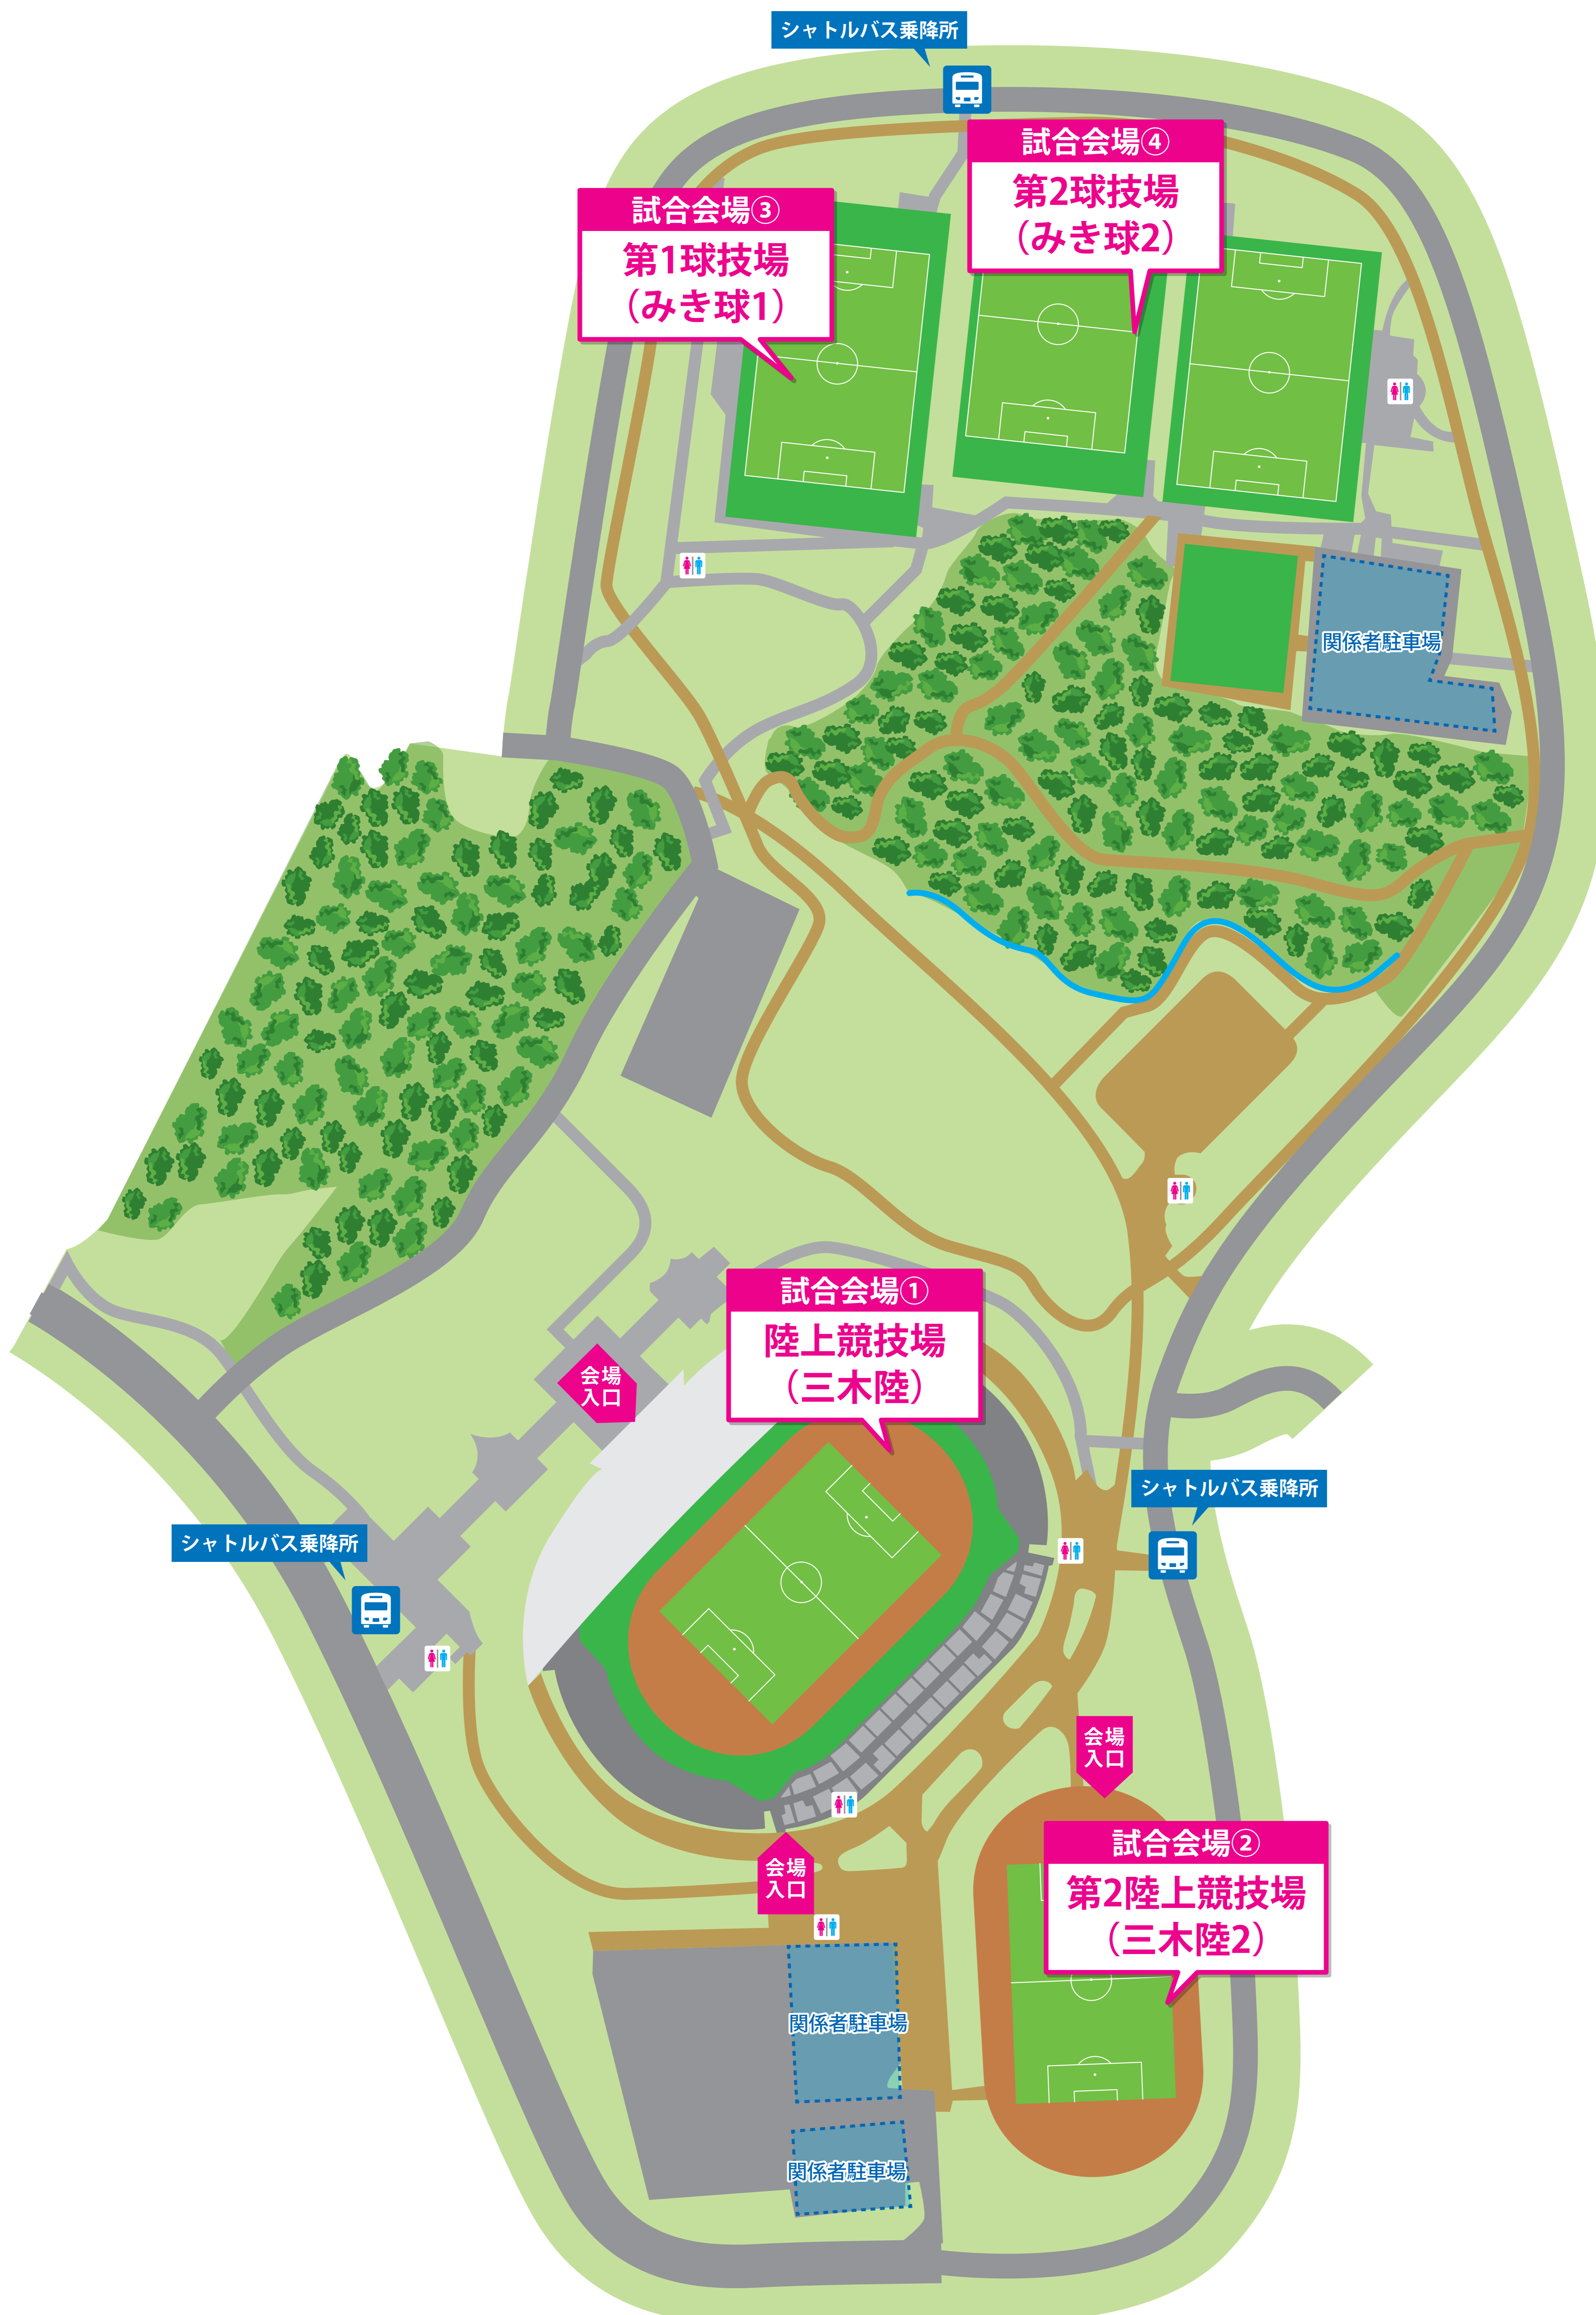 シャトルバス乗降所
試合会場④
第2球技場
（みき球2）
試合会場③
第1球技場
（みき球1）
関係者駐車場
試合会場①
陸上競技場
（三木陸）
会場
入口
シャトルバス乗降所
シャトルバス乗降所
会場
入口
試合会場②
第2陸上競技場
（三木陸2）
会場
入口
関係者駐車場
関係者駐車場